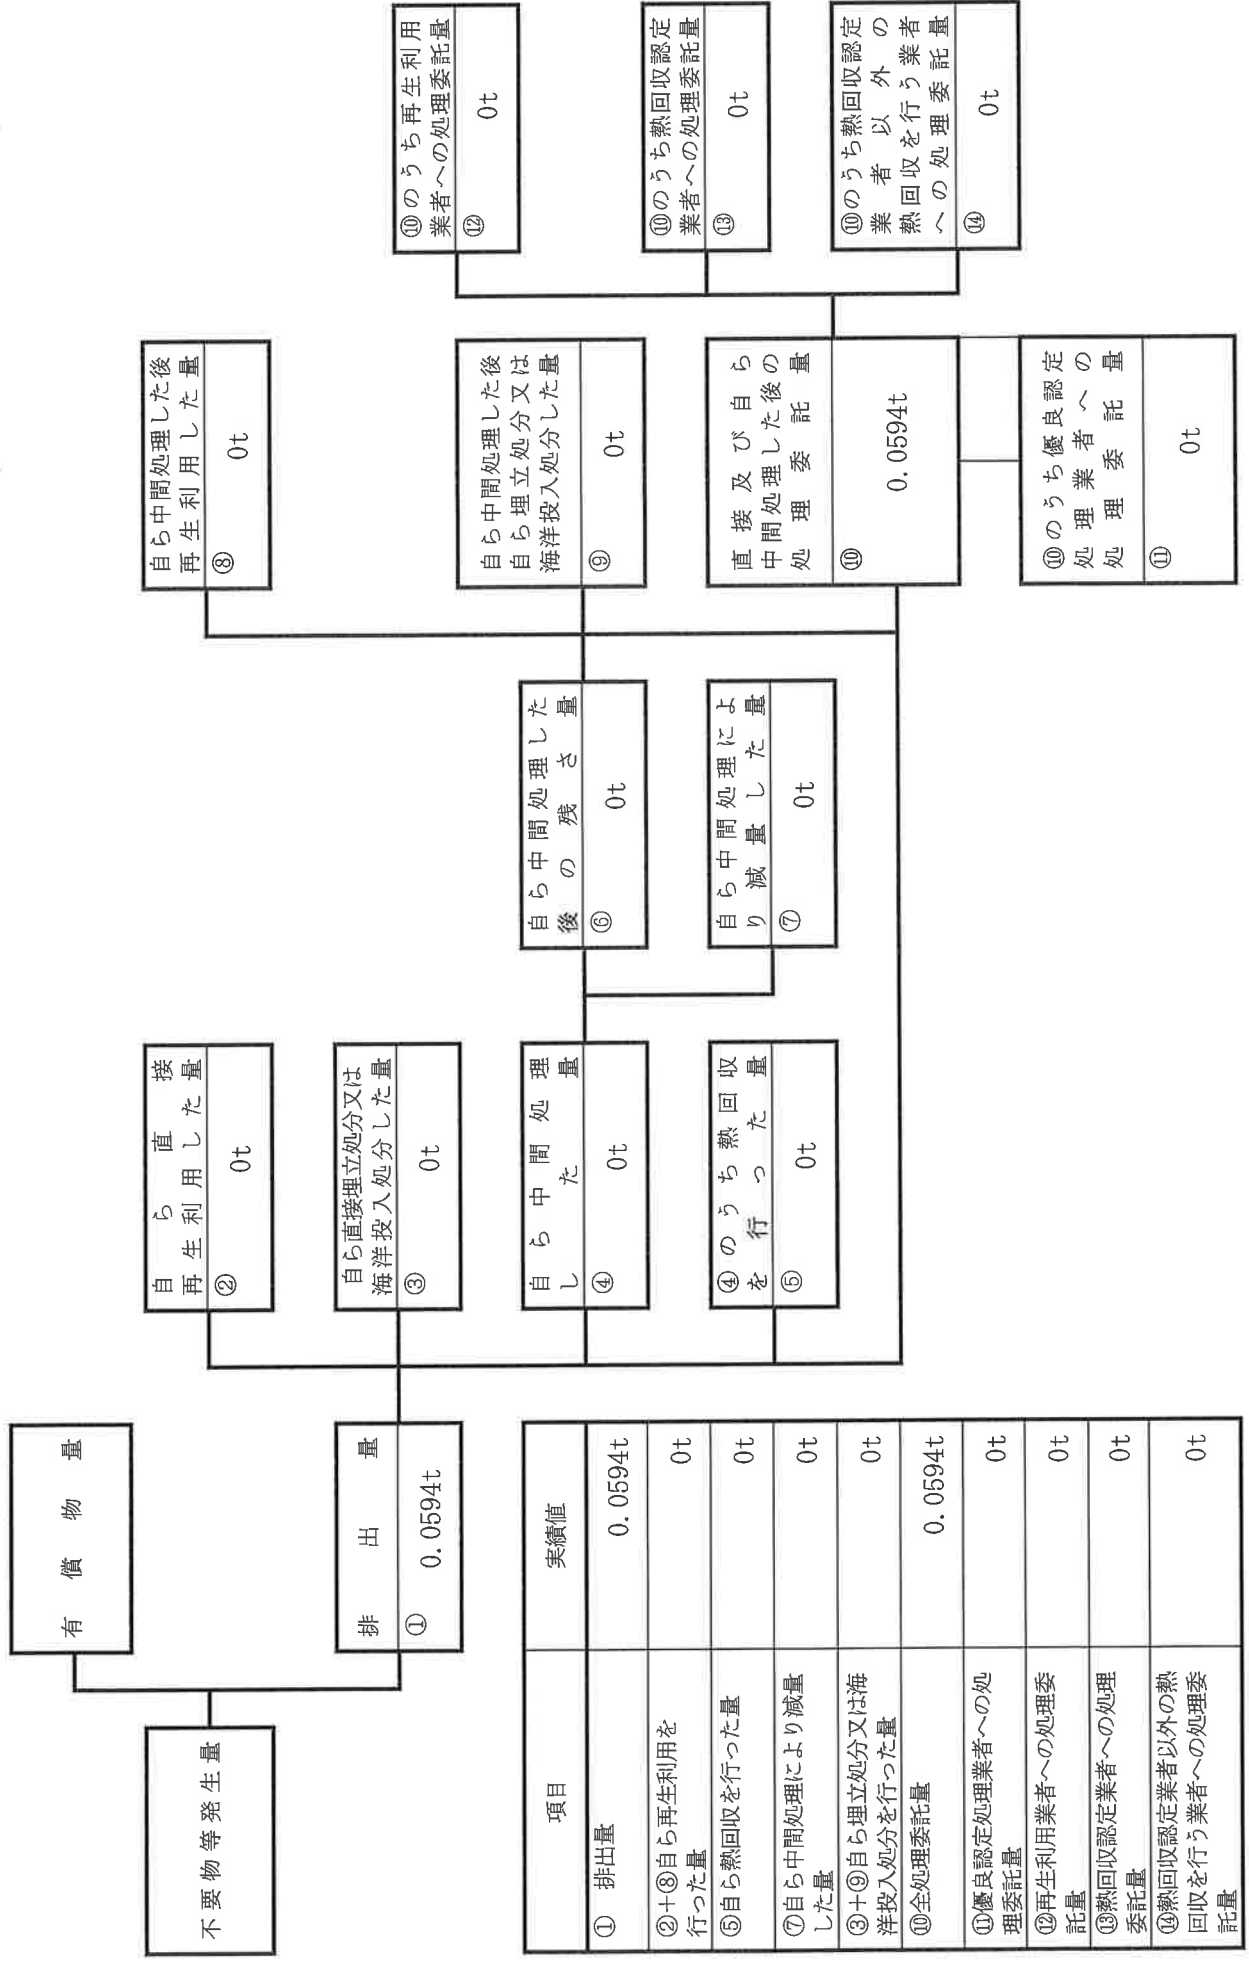 不要物等発生量
有償物量
排出量
① 0.0594t
自ら直接
再生利用した量
② 0t
自ら直接埋立処分又は
海洋投入処分した量
③ 0t
自ら中間処理
した量
④ 0t
④のうち熱回収
を行った量
⑤ 0t
自ら中間処理した
後の残さ量
⑥ 0t
自ら中間処理によ
り減量した量
⑦ 0t
自ら中間処理した後
再生利用した量
⑧ 0t
自ら中間処理した後
自ら埋立処分又は
海洋投入処分した量
⑨ 0t
直接及び自ら
中間処理した後の
処理委託量
⑩ 0.0594t
⑩のうち優良認定
処理業者への
処理委託量
⑪ 0t
⑩のうち再生利用
業者への処理委託量
⑫ 0t
⑩のうち熱回収認定
業者への処理委託量
⑬ 0t
⑩のうち熱回収認定
業者以外の
熱回収を行う業者
への処理委託量
⑭ 0t
項目 実績値
① 排出量 0.0594t
②+⑧自ら再生利用を
行った量 0t
⑤自ら熱回収を行った量 0t
⑦自ら中間処理により減量
した量 0t
③+⑨自ら埋立処分又は海
洋投入処分を行った量 0t
⑩全処理委託量 0.0594t
⑪優良認定処理業者への処
理委託量 0t
⑫再生利用業者への処理委
託量 0t
⑬熱回収認定業者への処理
委託量 0t
⑭熱回収認定業者以外の熱
回収を行う業者への処理委
託量 0t